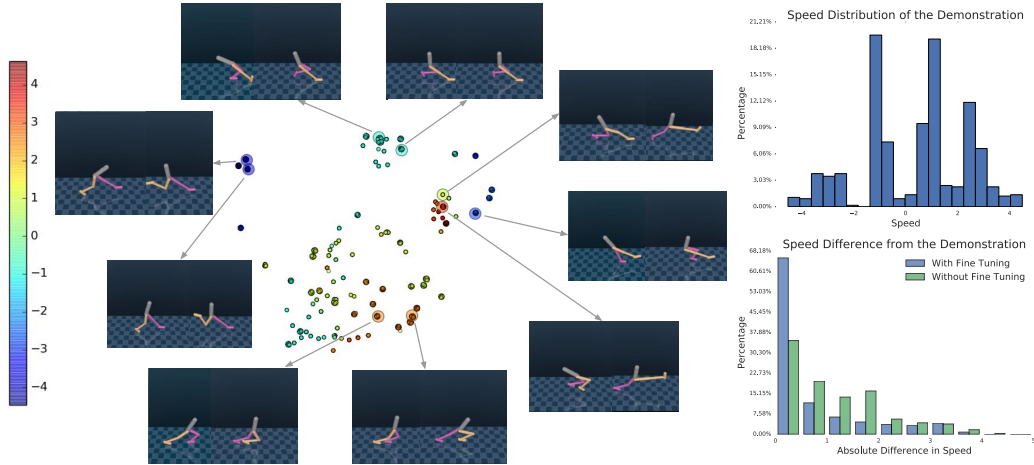 4
3
2
1
0
−1
−2
−3
−4
Speed Distribution of the Demonstration
21,21%
18,18%
15,15%
12,12%
9,09%
6,06%
3,03%
0,00%
Percentage
−4 −2 0 2 4
Speed
Speed Difference from the Demonstration
68,18%
60,61%
53,03%
45,45%
37,88%
30,30%
22,73%
15,15%
7,58%
0,00%
Percentage
With Fine Tuning
Without Fine Tuning
0 1 2 3 4 5
Absolute Difference in Speed